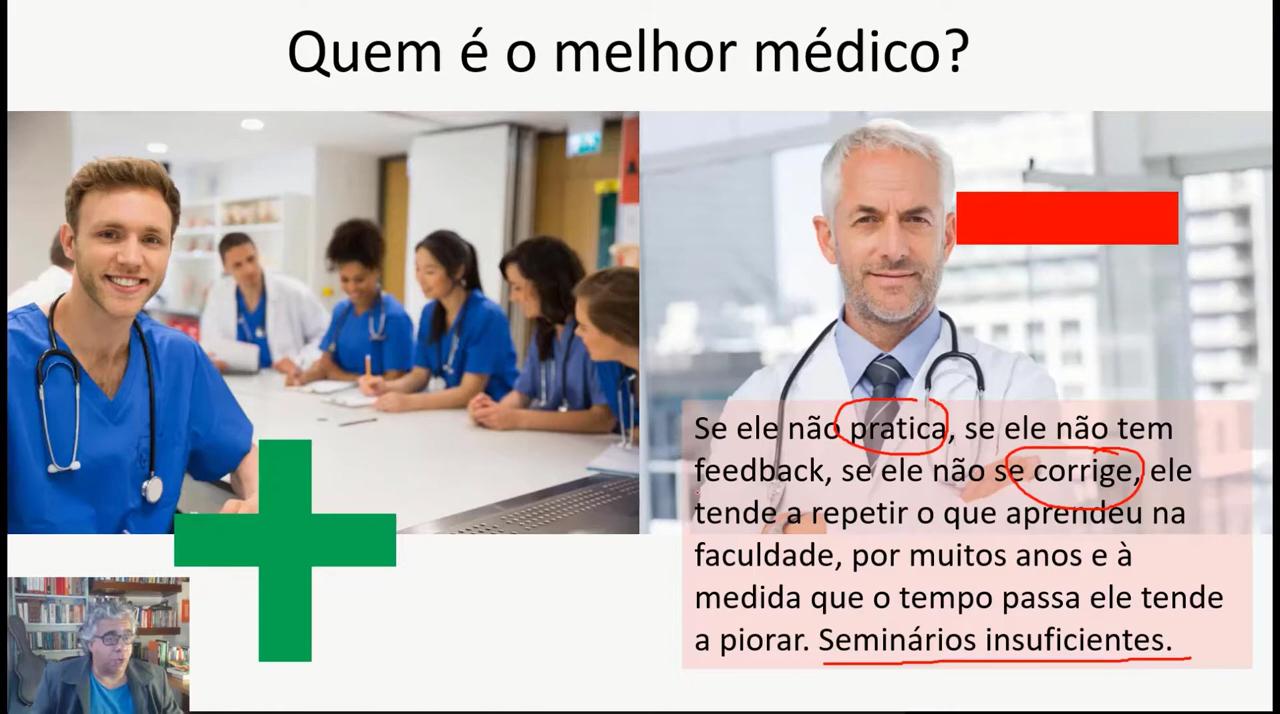 Quem é o melhor médico?
Se ele não pratica, se ele não tem
feedback, se ele não se corrige, ele
tende a repetir o que aprendeu na
faculdade, por muitos anos e à
medida que o tempo passa ele tende
a piorar. Seminários insuficientes.